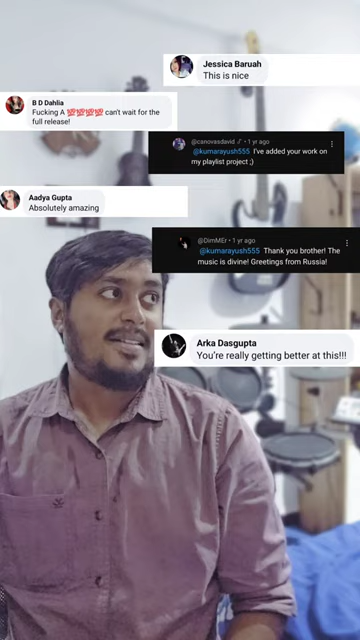 Jessica Baruah
This is nice
B D Dahlia
Fucking A 💯💯💯💯 can't wait for the
full release!
@canovasdavid ♪ • 1 yr ago
@kumarayush555 I've added your work on
my playlist project ;)
Aadya Gupta
Absolutely amazing
@DimMEr • 1 yr ago
@kumarayush555 Thank you brother! The
music is divine! Greetings from Russia!
Arka Dasgupta
You're really getting better at this!!!